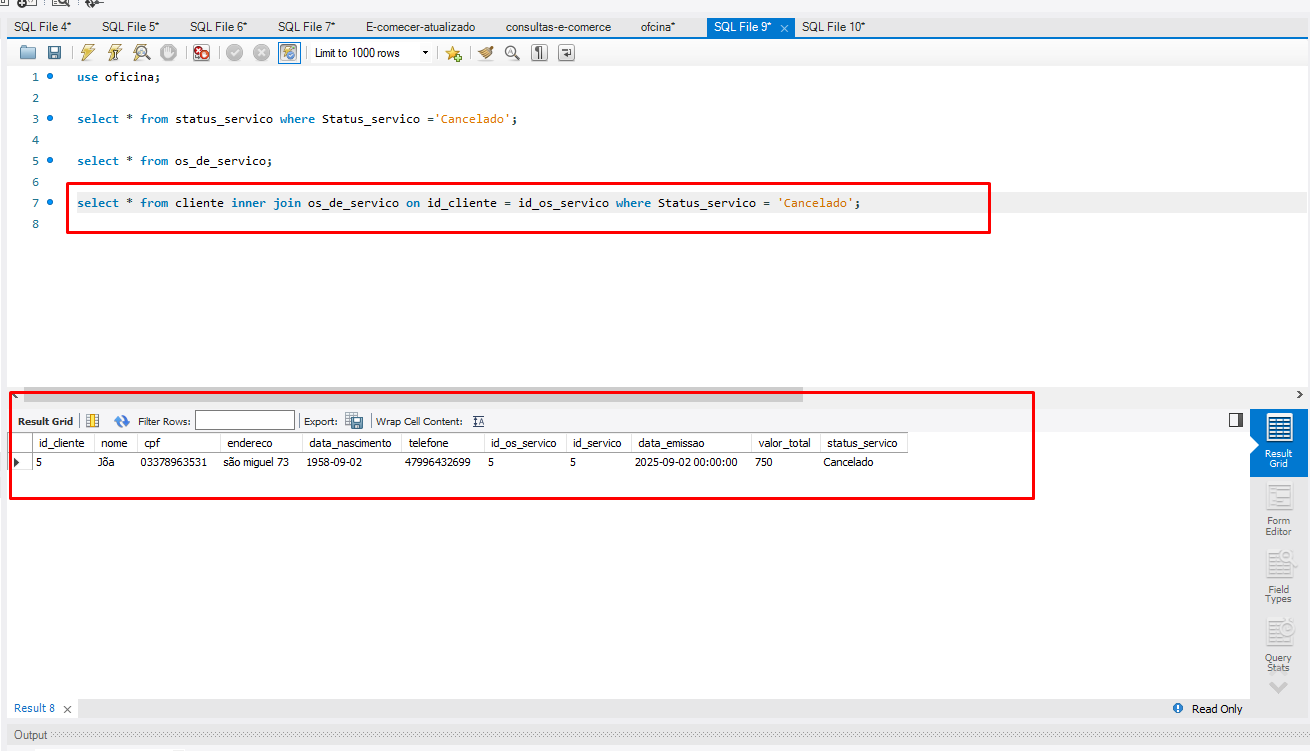 SQL File 4* SQL File 5* SQL File 6* SQL File 7* E-comecer-atualizado consultas-e-comerce ofcina* SQL File 9* SQL File 10*
Limit to 1000 rows
1 use oficina;
2
3 select * from status_servico where Status_servico ='Cancelado';
4
5 select * from os_de_servico;
6
7 select * from cliente inner join os_de_servico on id_cliente = id_os_servico where Status_servico = 'Cancelado';
8
Result Grid Filter Rows: Export: Wrap Cell Content:
id_cliente nome cpf endereco data_nascimento telefone id_os_servico id_servico data_emissao valor_total status_servico
5 Jõa 03378963531 são miguel 73 1958-09-02 47996432699 5 5 2025-09-02 00:00:00 750 Cancelado
Result
Grid
Form
Editor
Field
Types
Query
Stats
Result 8 Read Only
Output